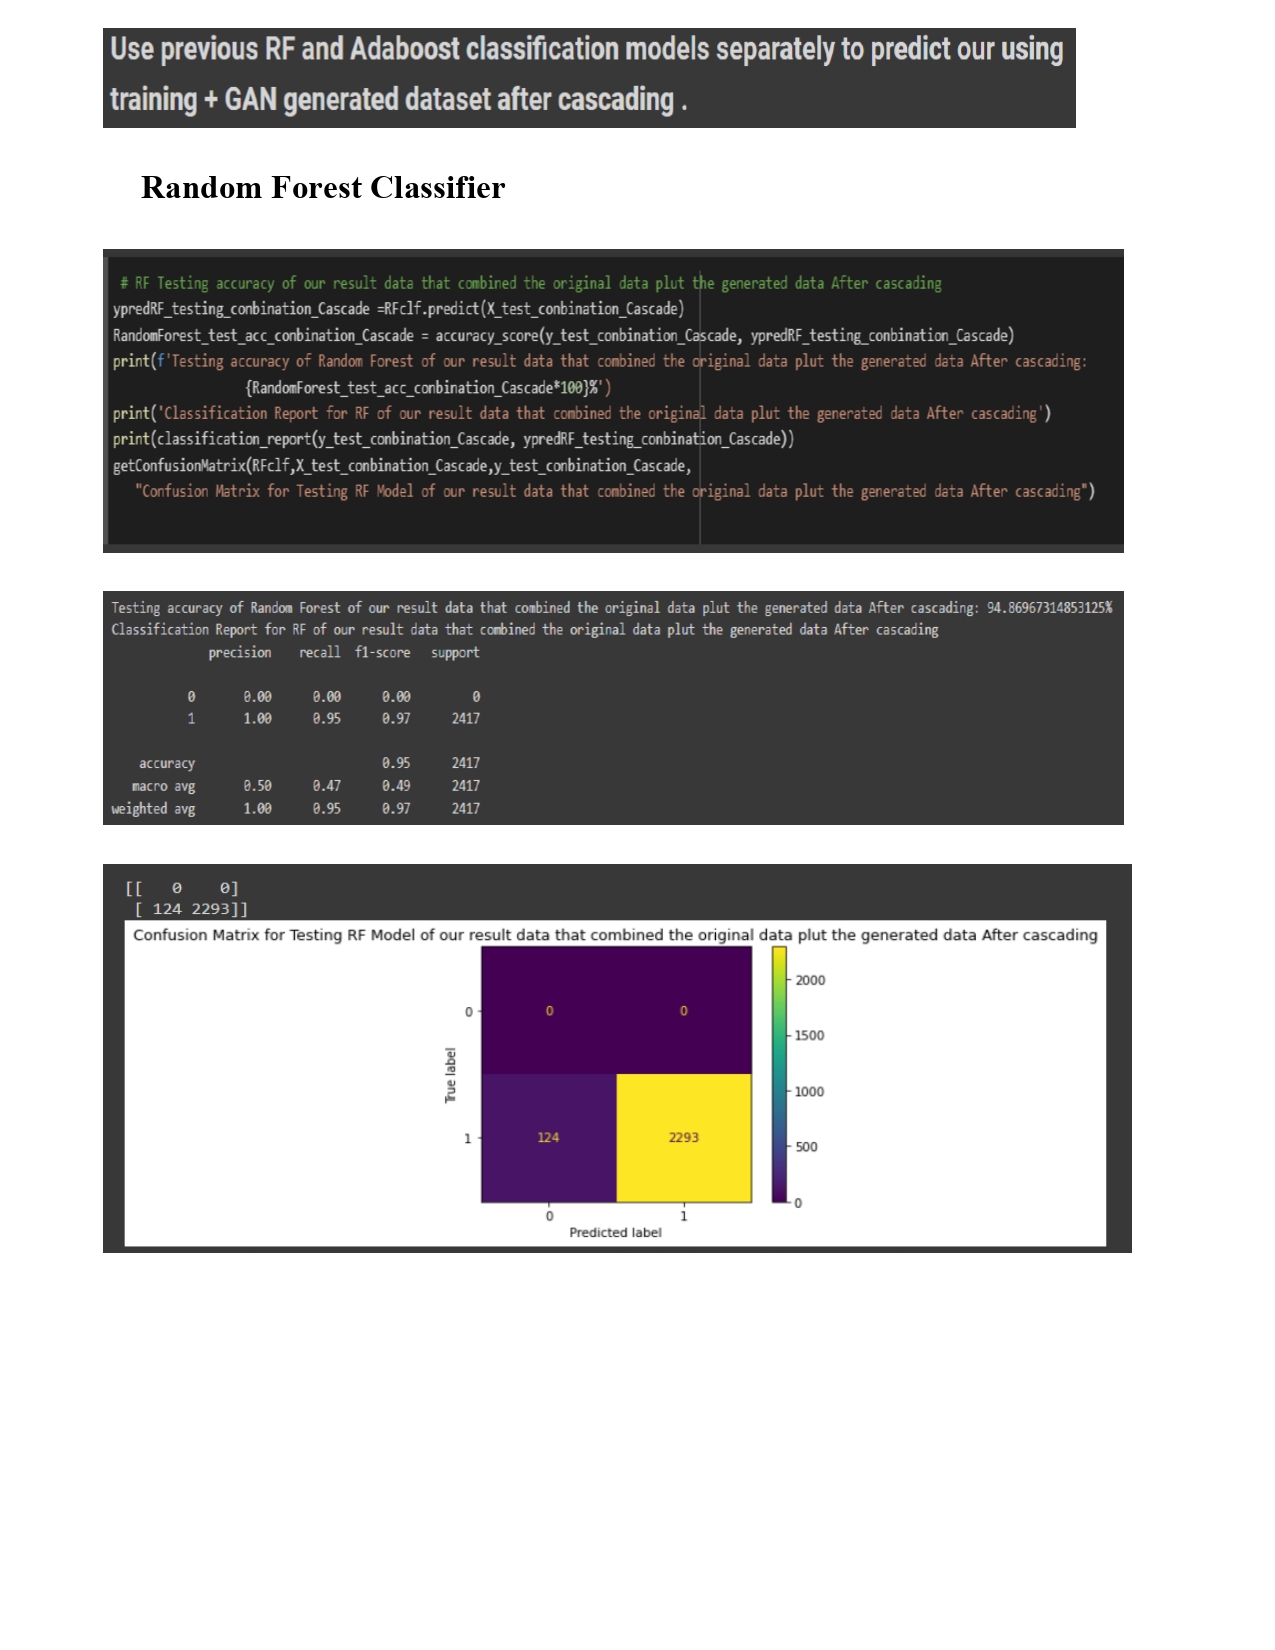 Use previous RF and Adaboost classification models separately to predict our using
training + GAN generated dataset after cascading .
Random Forest Classifier
# RF Testing accuracy of our result data that combined the original data plut the generated data After cascading
ypredRF_testing_conbination_Cascade =RFclf.predict(X_test_conbination_Cascade)
RandomForest_test_acc_conbination_Cascade = accuracy_score(y_test_conbination_Cascade, ypredRF_testing_conbination_Cascade)
print(f'Testing accuracy of Random Forest of our result data that combined the original data plut the generated data After cascading:
{RandomForest_test_acc_conbination_Cascade*100}%')
print('Classification Report for RF of our result data that combined the original data plut the generated data After cascading')
print(classification_report(y_test_conbination_Cascade, ypredRF_testing_conbination_Cascade))
getConfusionMatrix(RFclf,X_test_conbination_Cascade,y_test_conbination_Cascade,
"Confusion Matrix for Testing RF Model of our result data that combined the original data plut the generated data After cascading")
Testing accuracy of Random Forest of our result data that combined the original data plut the generated data After cascading: 94.86967314853125%
Classification Report for RF of our result data that combined the original data plut the generated data After cascading
precision recall f1-score support
0 0.00 0.00 0.00 0
1 1.00 0.95 0.97 2417
accuracy 0.95 2417
macro avg 0.50 0.47 0.49 2417
weighted avg 1.00 0.95 0.97 2417
[[ 0 0]
[ 124 2293]]
Confusion Matrix for Testing RF Model of our result data that combined the original data plut the generated data After cascading
2000
0 0 0
1500
True label
1000
1 124 2293
500
0
0 1
Predicted label